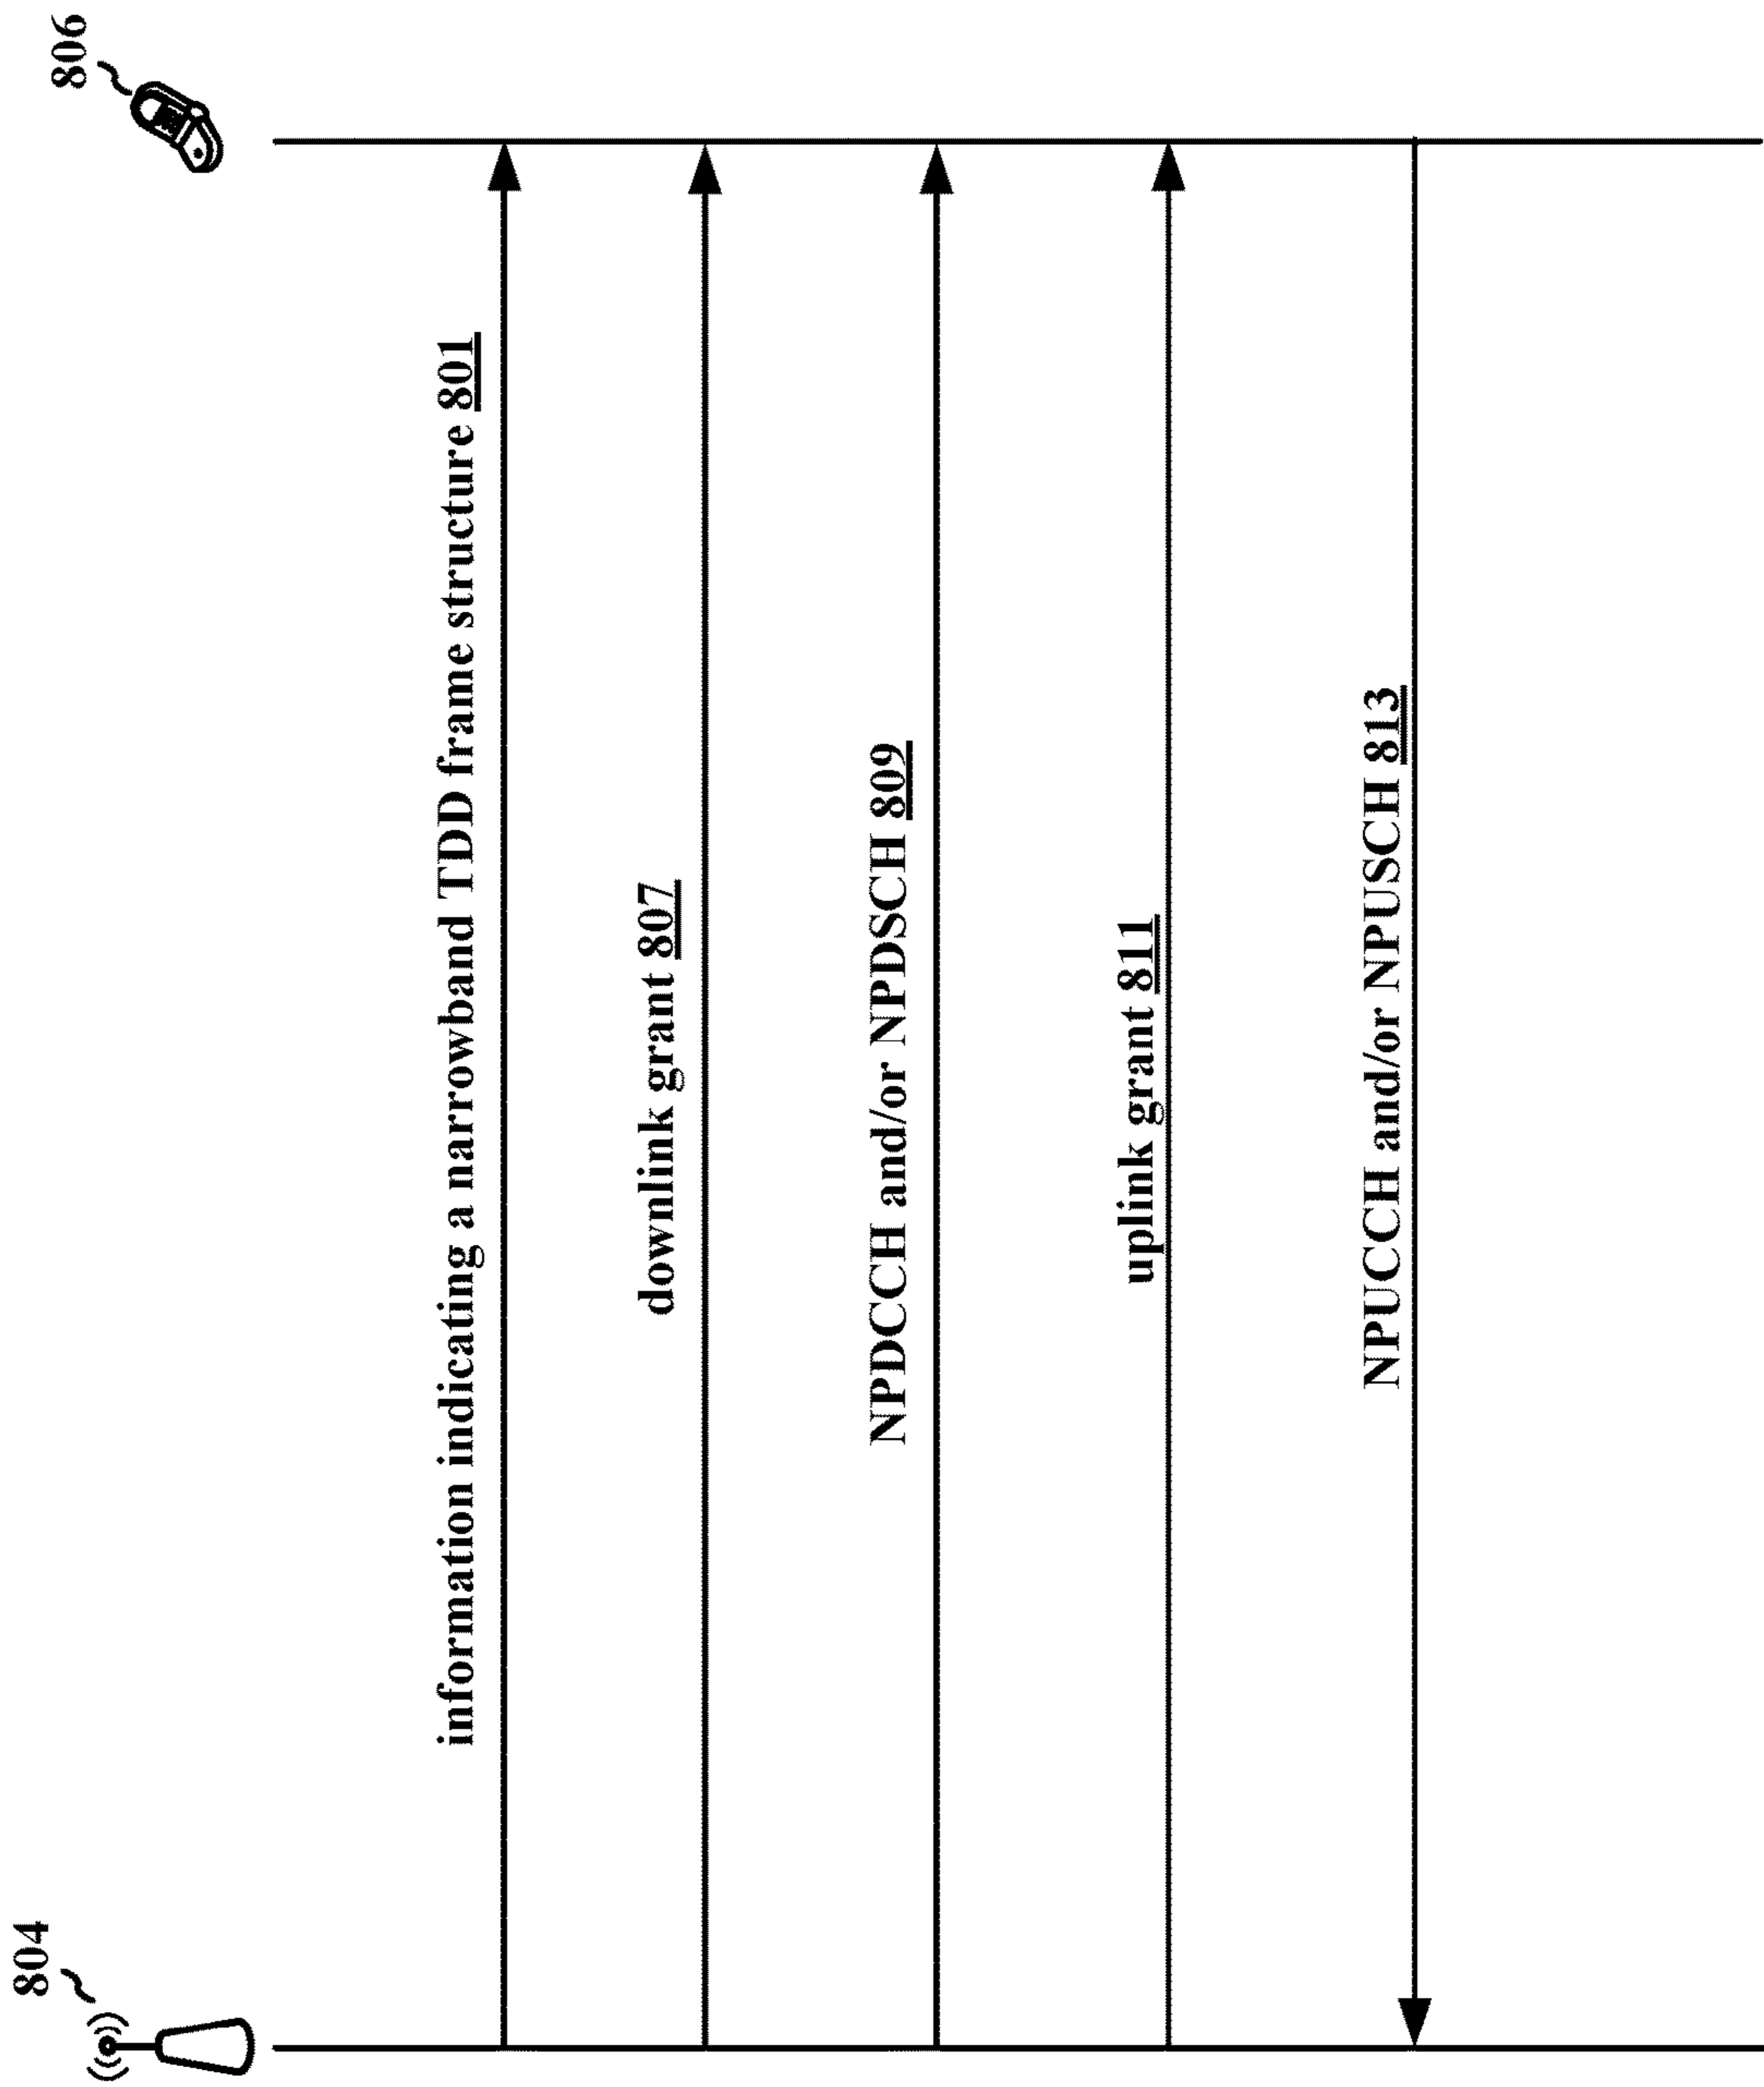 804
806
information indicating a narrowband TDD frame structure 801
downlink grant 807
NPDCCH and/or NPDSCH 809
uplink grant 811
NPUCCH and/or NPUSCH 813